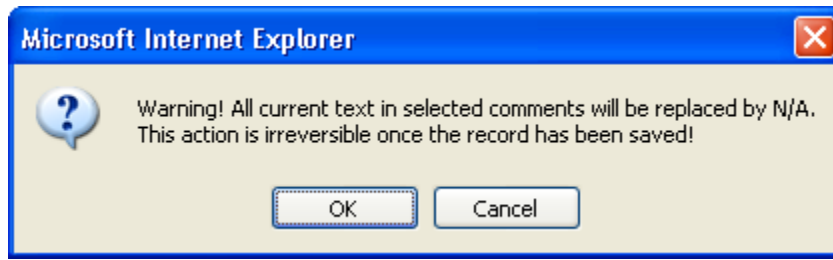 Microsoft Internet Explorer
Warning! All current text in selected comments will be replaced by N/A.
This action is irreversible once the record has been saved!
OK
Cancel